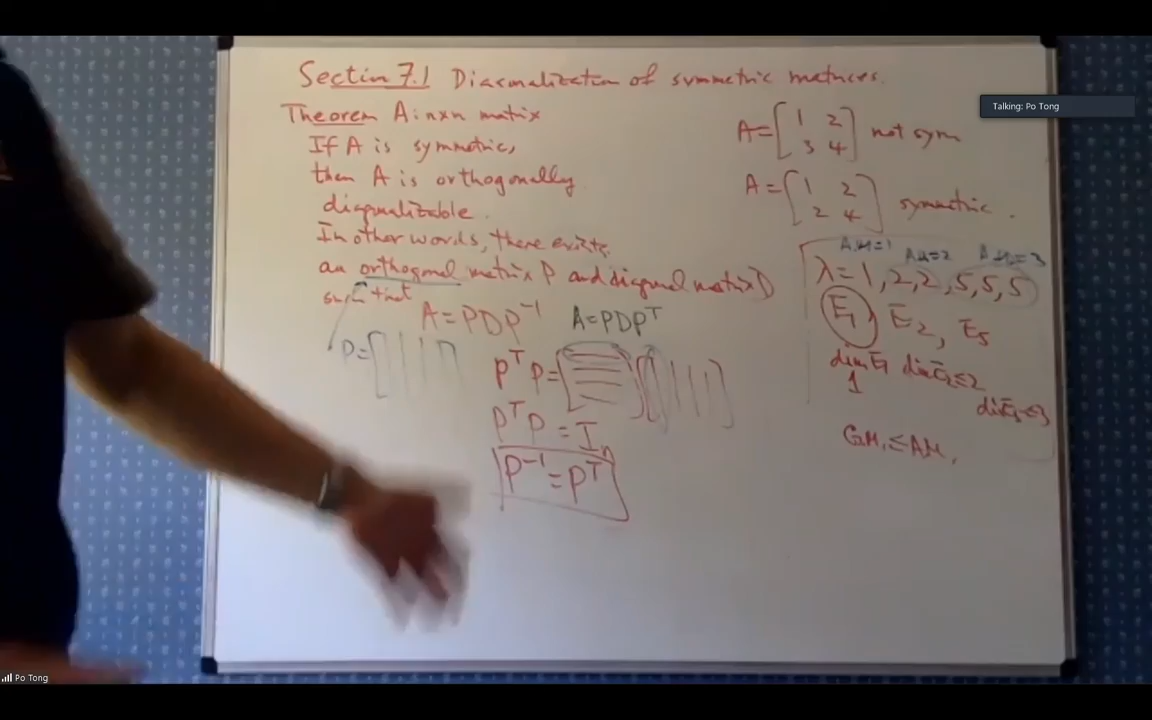 Section 7.1 Diagonalization of symmetric matrices.
Theorem A: n×n matrix
If A is symmetric,
then A is orthogonally
diagonalizable.
In other words, there exists
an orthogonal matrix P and diagonal matrix D
such that
A=PDP⁻¹ A=PDPᵀ
P=[
PᵀP=
PᵀP=Iₙ
P⁻¹=Pᵀ
A=[1 2
3 4] not sym
A=[1 2
2 4] symmetric.
AM=1 AM=2 AM=3
λ=1,2,2,5,5,5
E₁ E₂, E₅
dim E₁ dim E₂≤2
1
dim E₅≤3
GM≤AM.
Talking: Po Tong
Po Tong